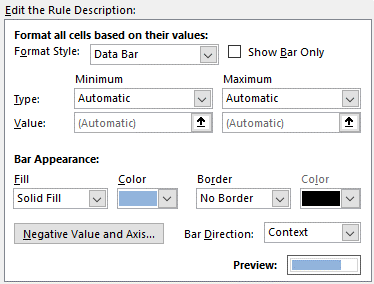 Edit the Rule Description:
Format all cells based on their values:
Format Style: Data Bar Show Bar Only
Minimum Maximum
Type: Automatic Automatic
Value: (Automatic) (Automatic)
Bar Appearance:
Fill Color Border Color
Solid Fill No Border
Negative Value and Axis... Bar Direction: Context
Preview: